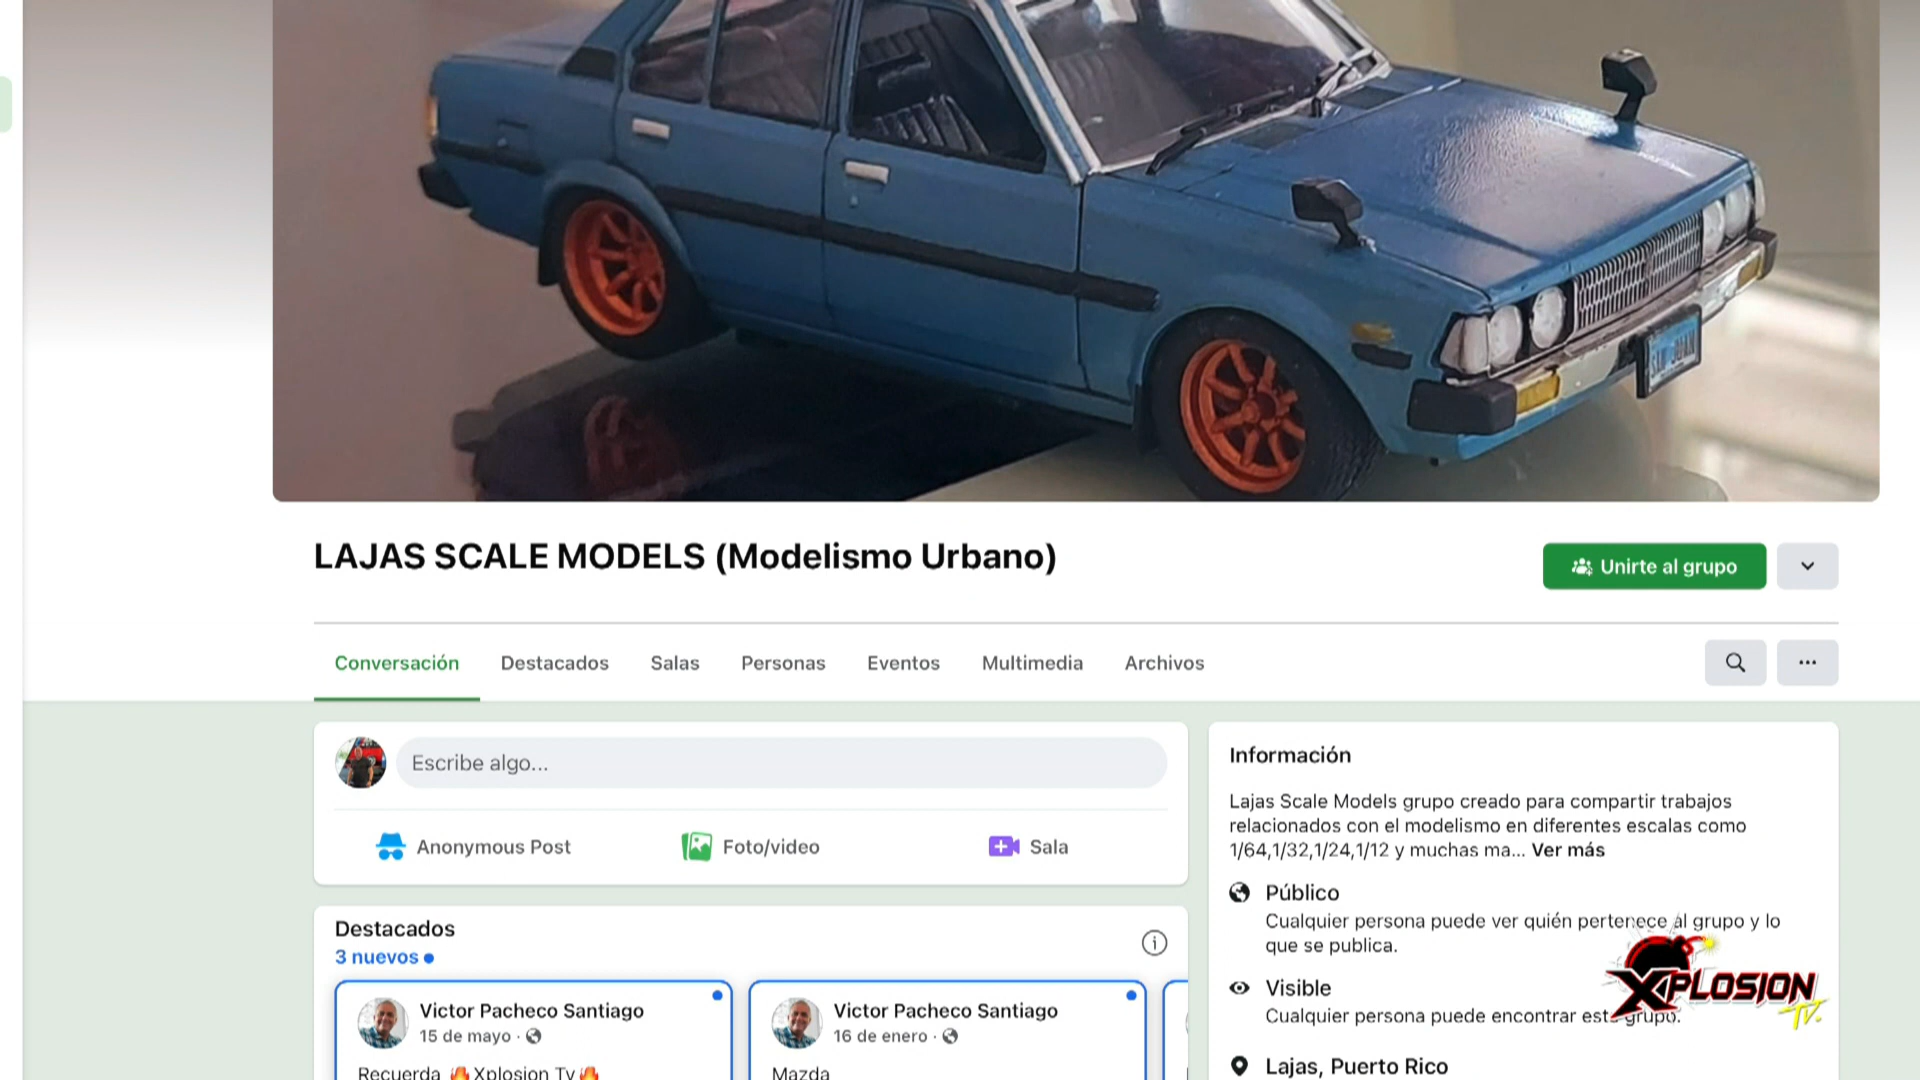 SAN JUAN
LAJAS SCALE MODELS (Modelismo Urbano)
Unirte al grupo
Conversación
Destacados
Salas
Personas
Eventos
Multimedia
Archivos
Escribe algo...
Anonymous Post
Foto/video
Sala
Destacados
3 nuevos
Victor Pacheco Santiago
15 de mayo ·
Recuerda 🔥Xplosion Tv🔥
Victor Pacheco Santiago
16 de enero ·
Mazda
Información
Lajas Scale Models grupo creado para compartir trabajos
relacionados con el modelismo en diferentes escalas como
1/64,1/32,1/24,1/12 y muchas ma... Ver más
Público
Cualquier persona puede ver quién pertenece al grupo y lo
que se publica.
Visible
Cualquier persona puede encontrar este grupo.
Lajas, Puerto Rico
XPLOSION
TV.